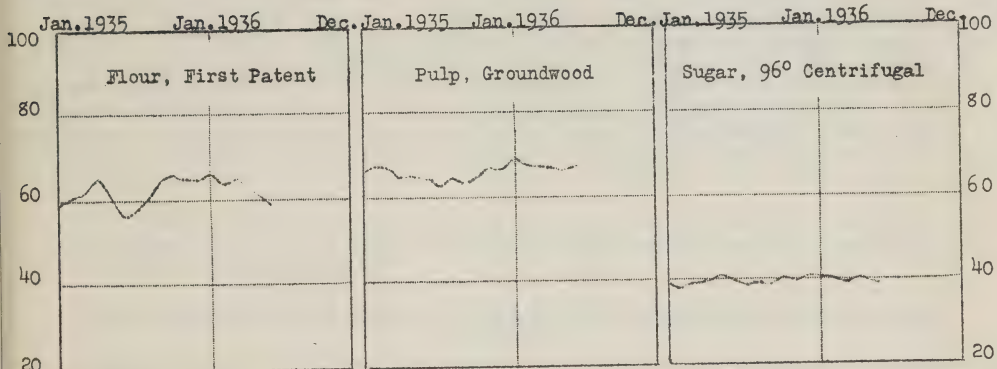 Jan.1935 Jan.1936 Dec. Jan.1935 Jan.1936 Dec. Jan.1935 Jan.1936 Dec.
100 100
Flour, First Patent Pulp, Groundwood Sugar, 96° Centrifugal
80 80
60 60
40 40
20 20